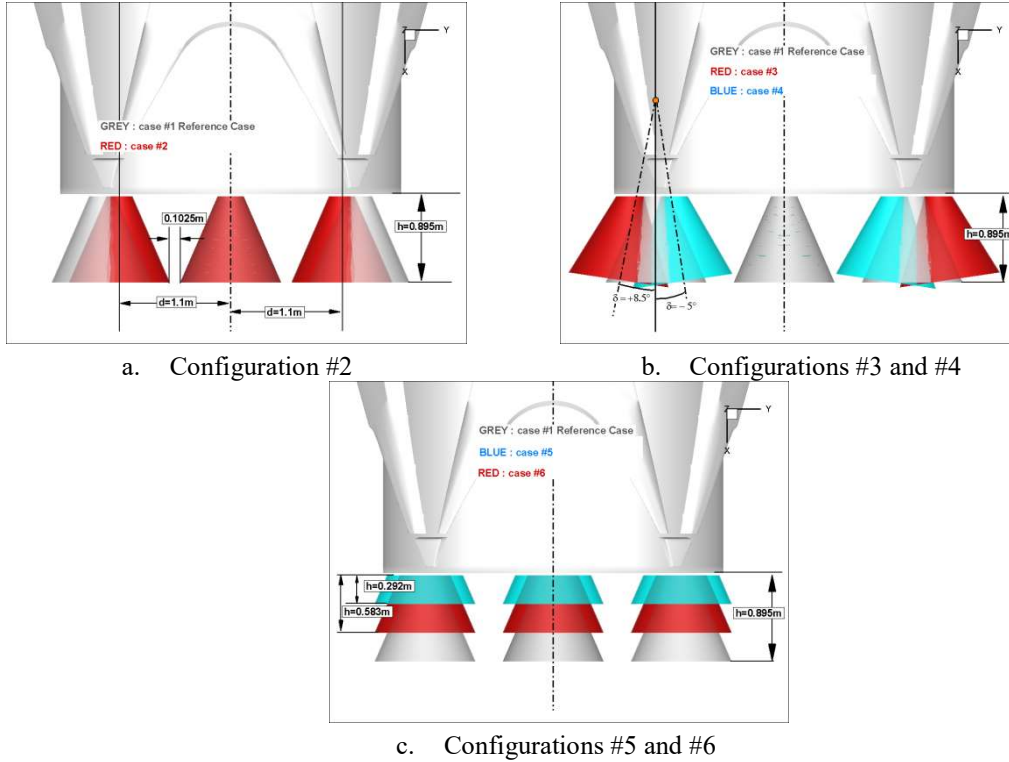 Z
Y
X
GREY : case #1 Reference Case
RED : case #2
0.1025m
h=0.895m
d=1.1m
d=1.1m
a. Configuration #2
Z
Y
X
GREY : case #1 Reference Case
RED : case #3
BLUE : case #4
h=0.895m
δ = +8.5°
δ = − 5°
b. Configurations #3 and #4
Z
Y
X
GREY : case #1 Reference Case
BLUE : case #5
RED : case #6
h=0.292m
h=0.583m
h=0.895m
c. Configurations #5 and #6